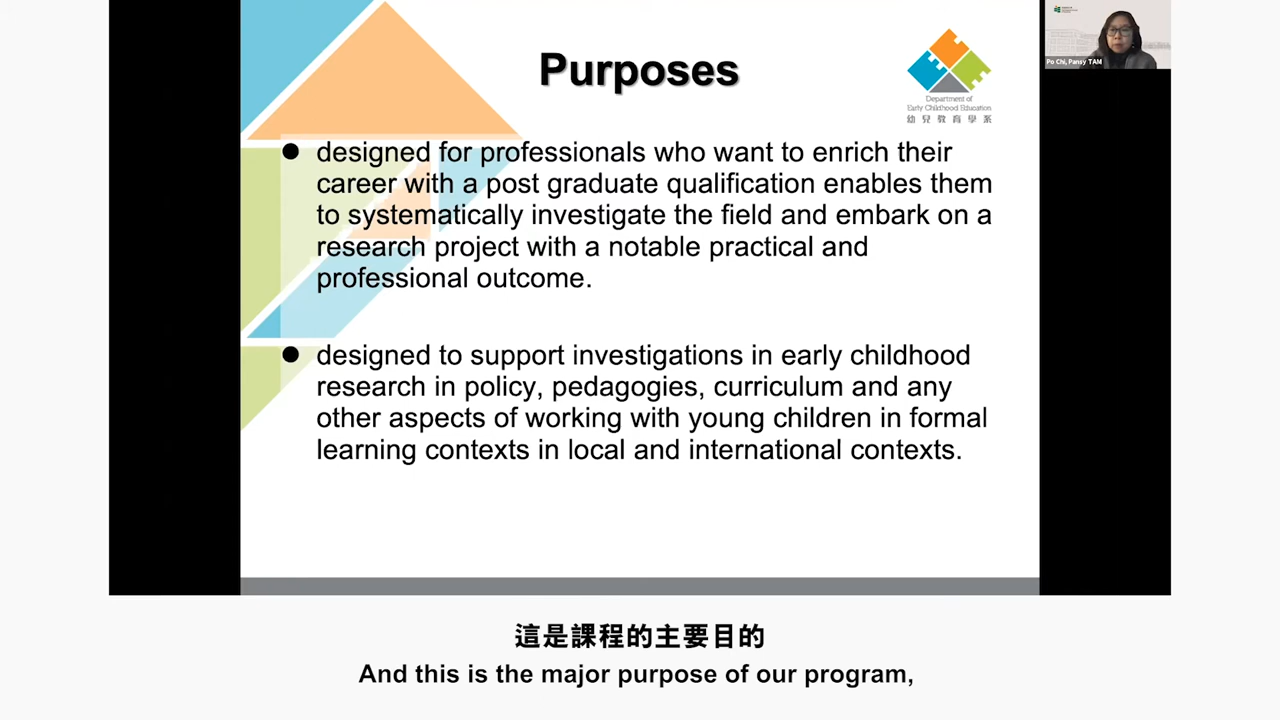 Purposes
Department of
Early Childhood Education
幼兒教育學系
Po Chi, Pansy TAM
designed for professionals who want to enrich their
career with a post graduate qualification enables them
to systematically investigate the field and embark on a
research project with a notable practical and
professional outcome.
designed to support investigations in early childhood
research in policy, pedagogies, curriculum and any
other aspects of working with young children in formal
learning contexts in local and international contexts.
這是課程的主要目的
And this is the major purpose of our program,